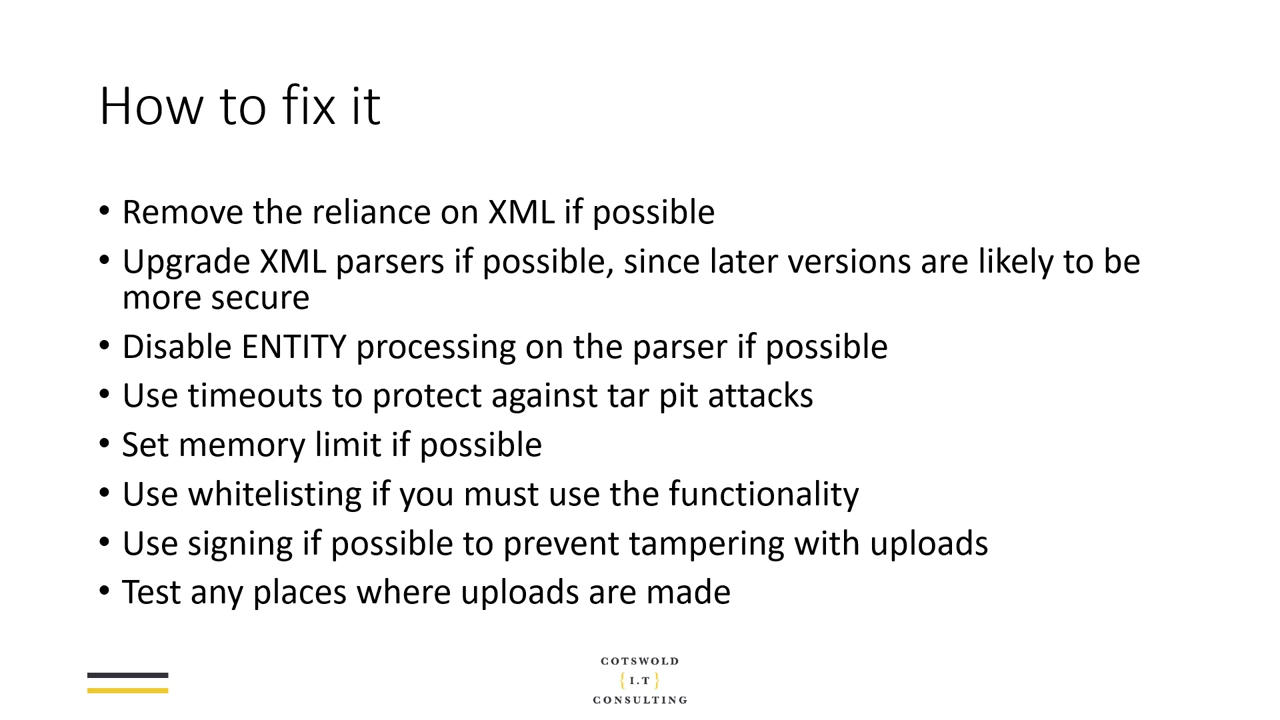 How to fix it
• Remove the reliance on XML if possible
• Upgrade XML parsers if possible, since later versions are likely to be
more secure
• Disable ENTITY processing on the parser if possible
• Use timeouts to protect against tar pit attacks
• Set memory limit if possible
• Use whitelisting if you must use the functionality
• Use signing if possible to prevent tampering with uploads
• Test any places where uploads are made
COTSWOLD
{ I.T }
CONSULTING